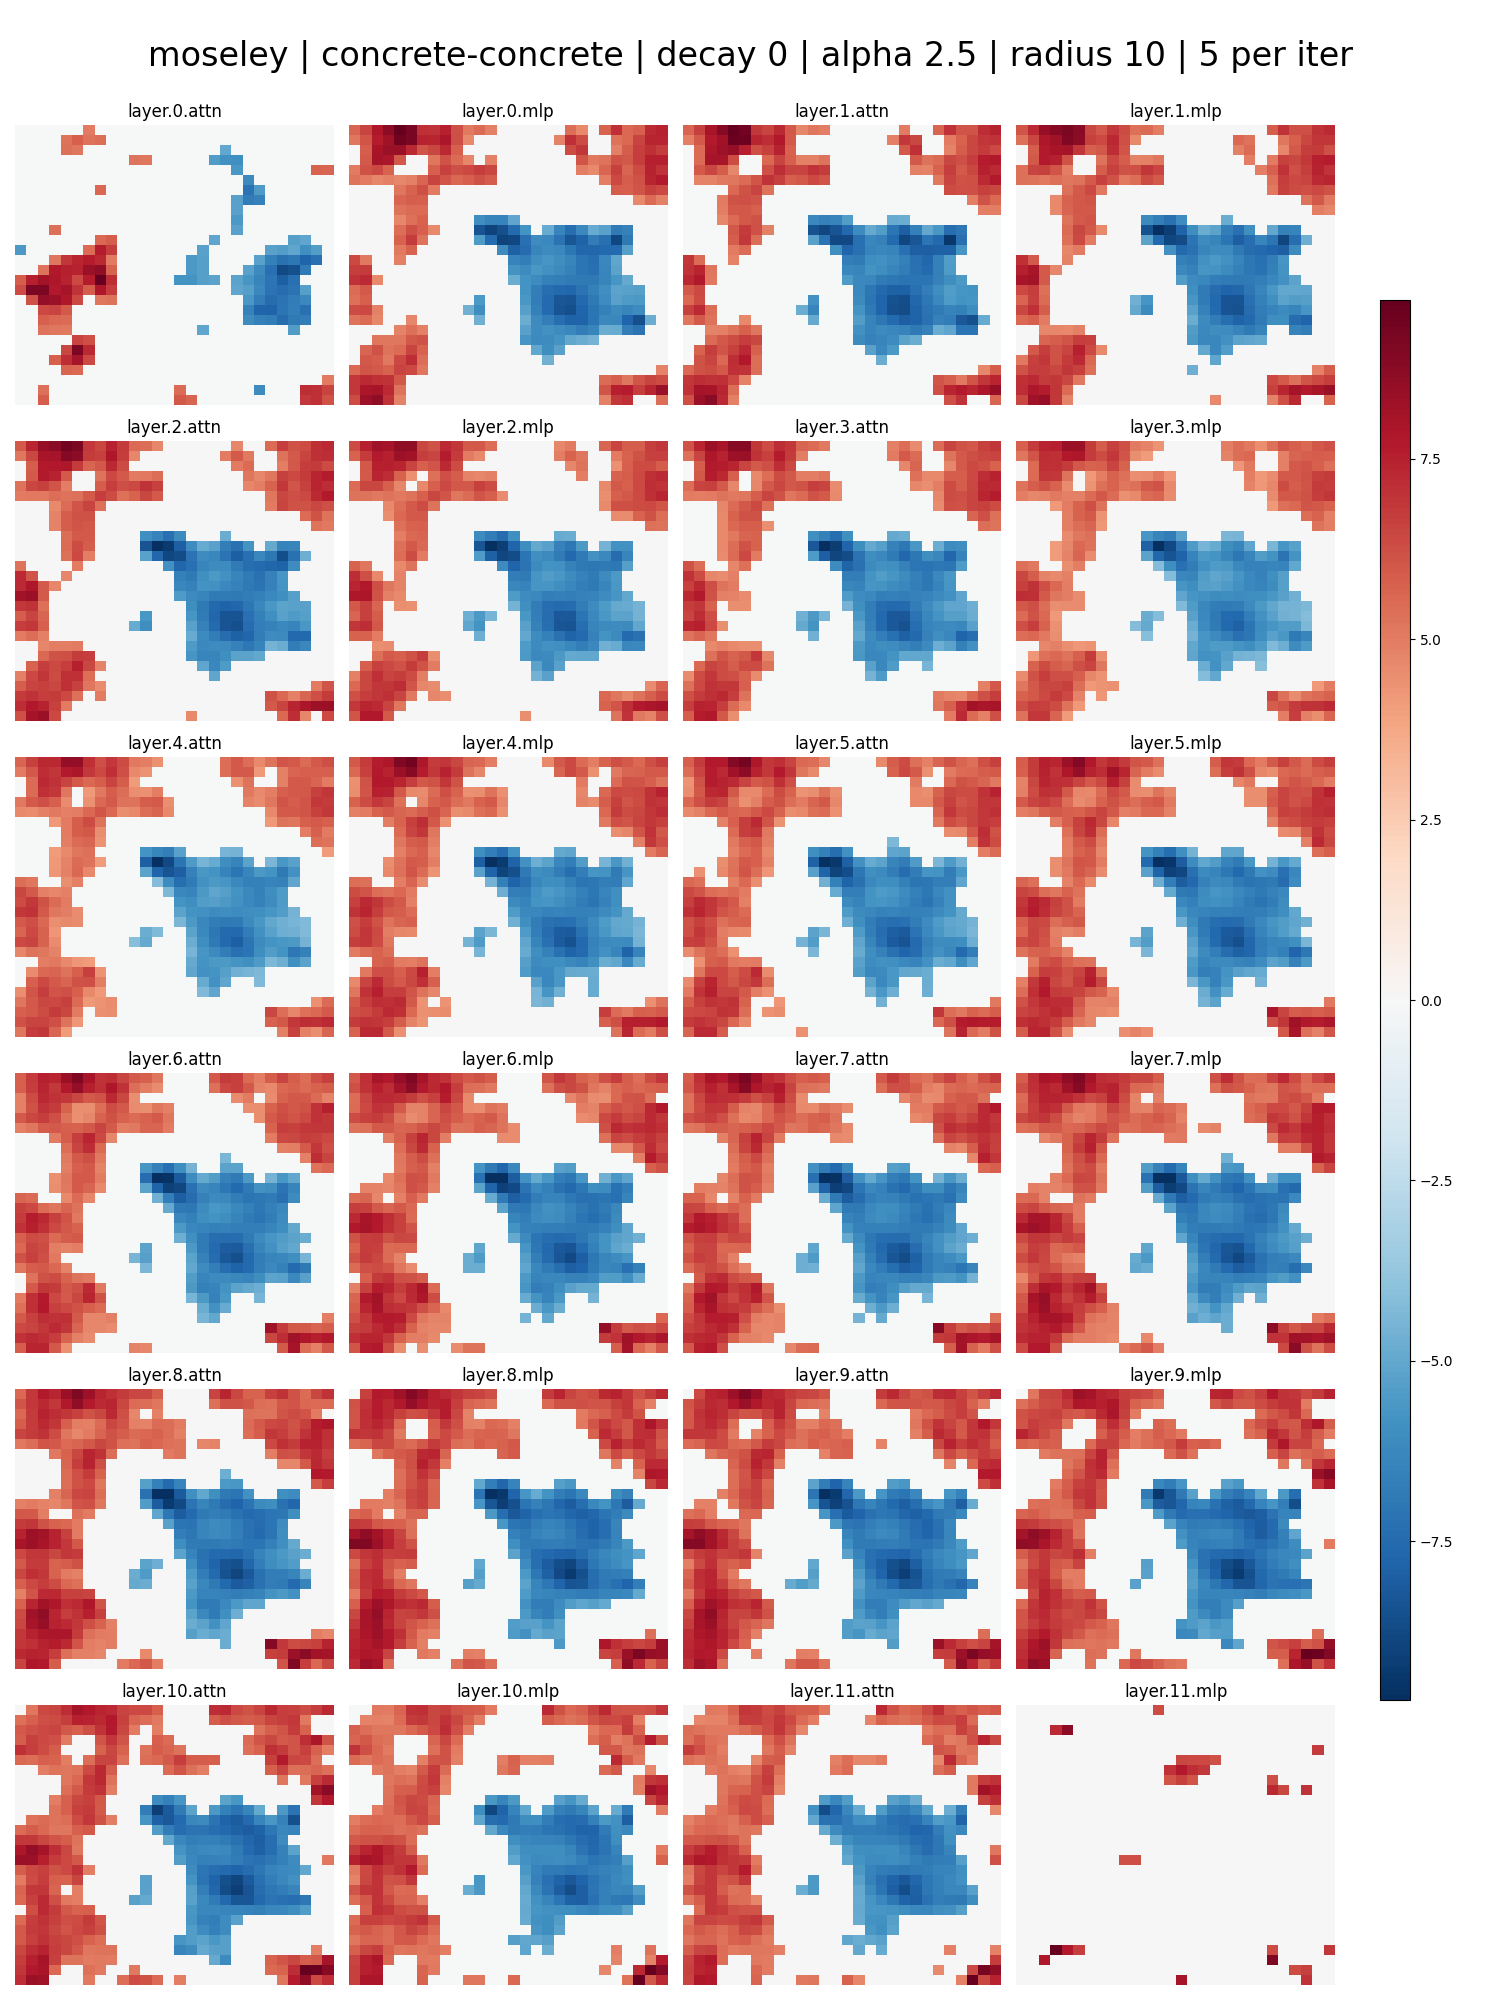 moseley | concrete-concrete | decay 0 | alpha 2.5 | radius 10 | 5 per iter
layer.0.attn
layer.0.mlp
layer.1.attn
layer.1.mlp
layer.2.attn
layer.2.mlp
layer.3.attn
layer.3.mlp
layer.4.attn
layer.4.mlp
layer.5.attn
layer.5.mlp
layer.6.attn
layer.6.mlp
layer.7.attn
layer.7.mlp
layer.8.attn
layer.8.mlp
layer.9.attn
layer.9.mlp
layer.10.attn
layer.10.mlp
layer.11.attn
layer.11.mlp
7.5
5.0
2.5
0.0
−2.5
−5.0
−7.5